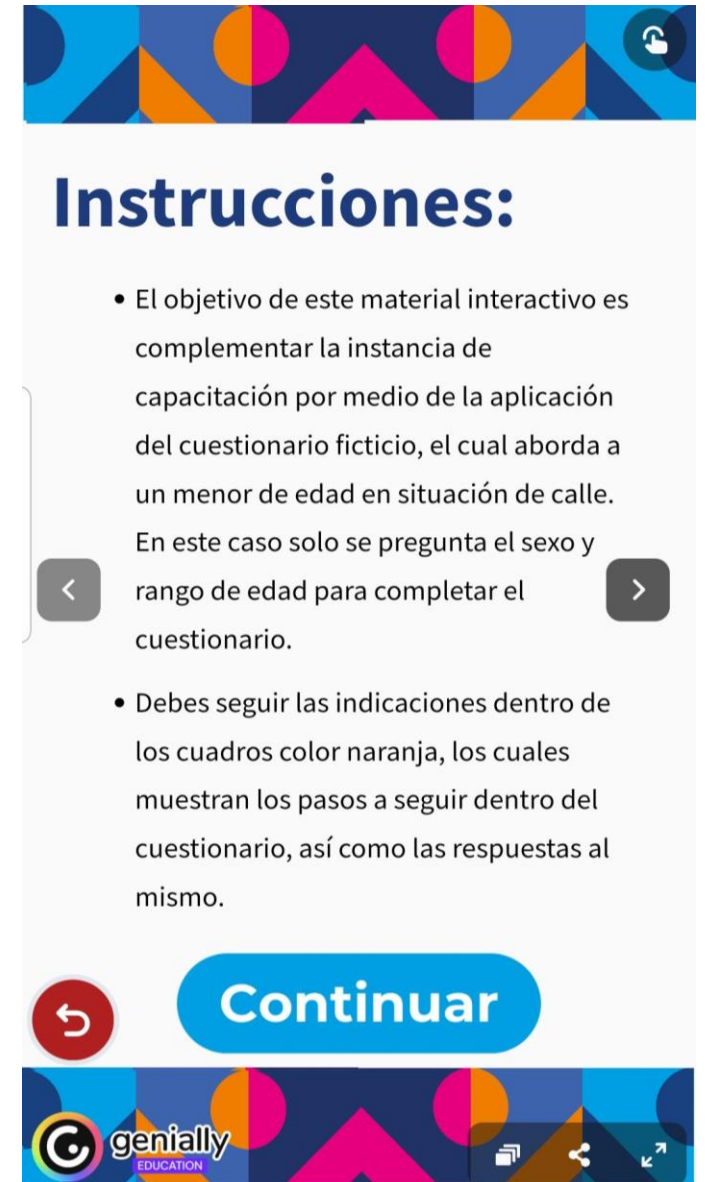 Instrucciones:
• El objetivo de este material interactivo es
complementar la instancia de
capacitación por medio de la aplicación
del cuestionario ficticio, el cual aborda a
un menor de edad en situación de calle.
En este caso solo se pregunta el sexo y
rango de edad para completar el
cuestionario.
• Debes seguir las indicaciones dentro de
los cuadros color naranja, los cuales
muestran los pasos a seguir dentro del
cuestionario, así como las respuestas al
mismo.
Continuar
genially
EDUCATION